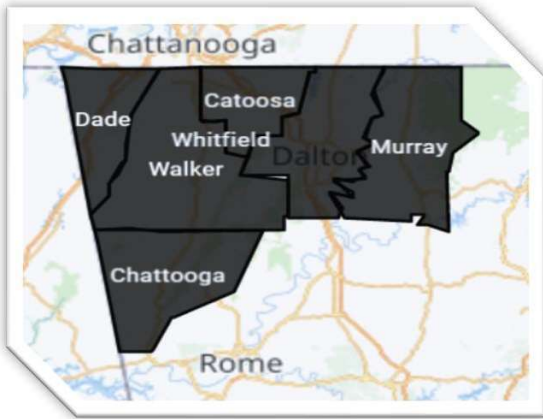 Chattanooga
Catoosa
Dade
Whitfield
Dalton
Murray
Walker
Chattooga
Rome